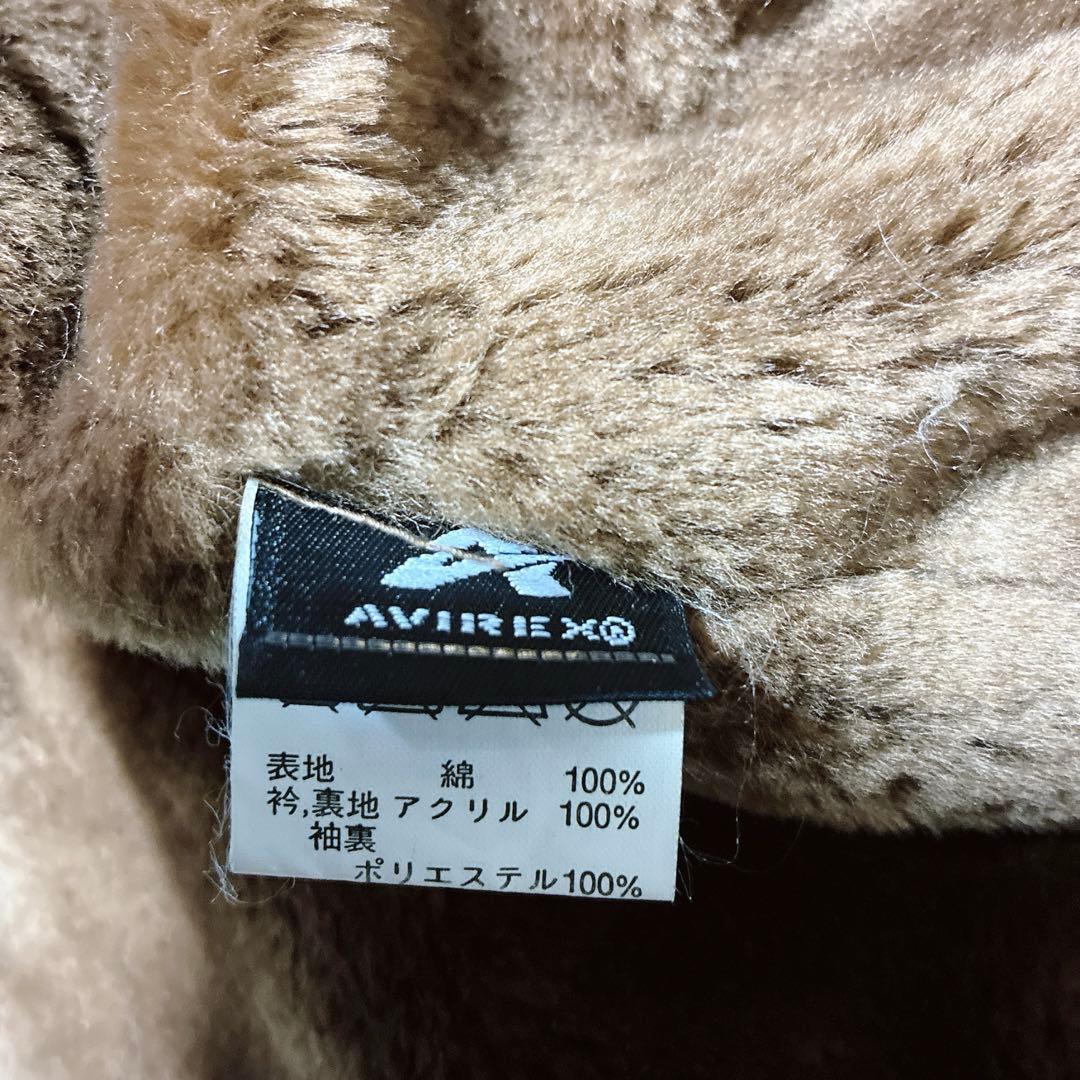 AVIREX®
表地 綿 100%
衿,裏地 アクリル 100%
袖裏
ポリエステル100%